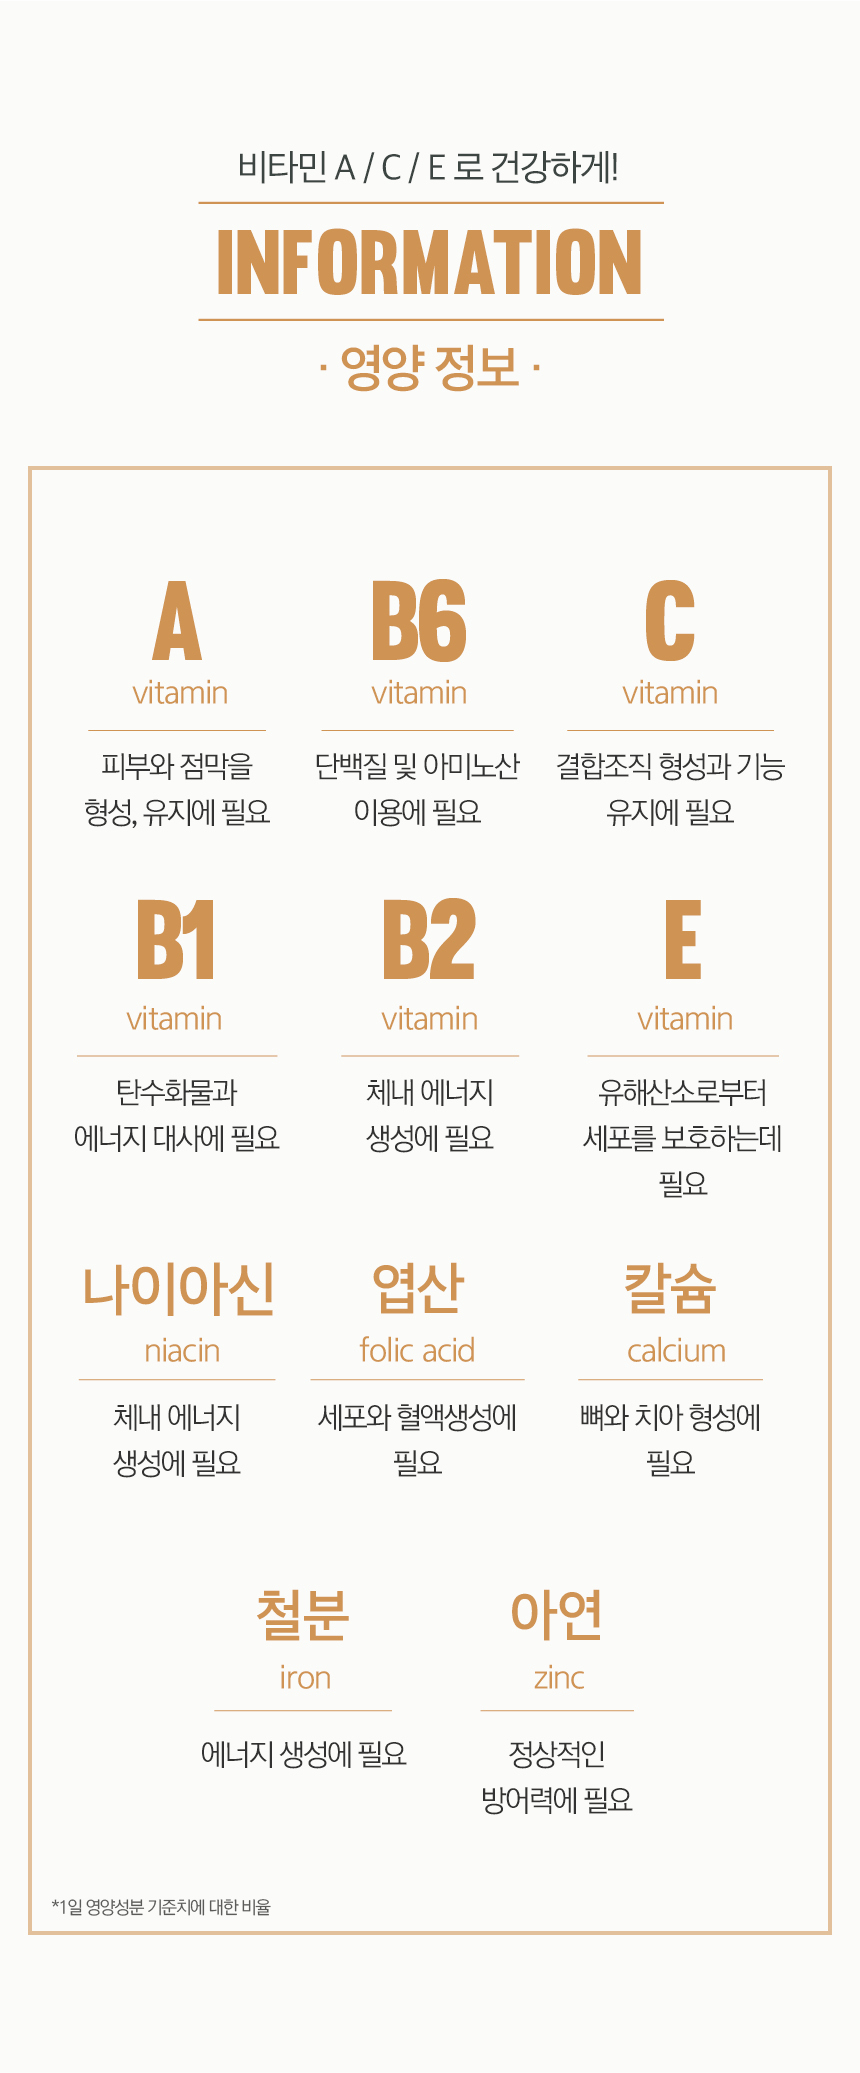 비타민 A / C / E 로 건강하게!
INFORMATION
· 영양 정보 ·
A
vitamin
피부와 점막을
형성, 유지에 필요
B6
vitamin
단백질 및 아미노산
이용에 필요
C
vitamin
결합조직 형성과 기능
유지에 필요
B1
vitamin
탄수화물과
에너지 대사에 필요
B2
vitamin
체내 에너지
생성에 필요
E
vitamin
유해산소로부터
세포를 보호하는데
필요
나이아신
niacin
체내 에너지
생성에 필요
엽산
folic acid
세포와 혈액생성에
필요
칼슘
calcium
뼈와 치아 형성에
필요
철분
iron
에너지 생성에 필요
아연
zinc
정상적인
방어력에 필요
*1일 영양성분 기준치에 대한 비율